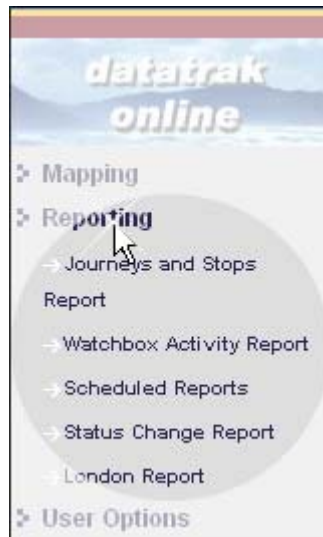 datatrak
online
Mapping
Reporting
Journeys and Stops
Report
Watchbox Activity Report
Scheduled Reports
Status Change Report
London Report
User Options